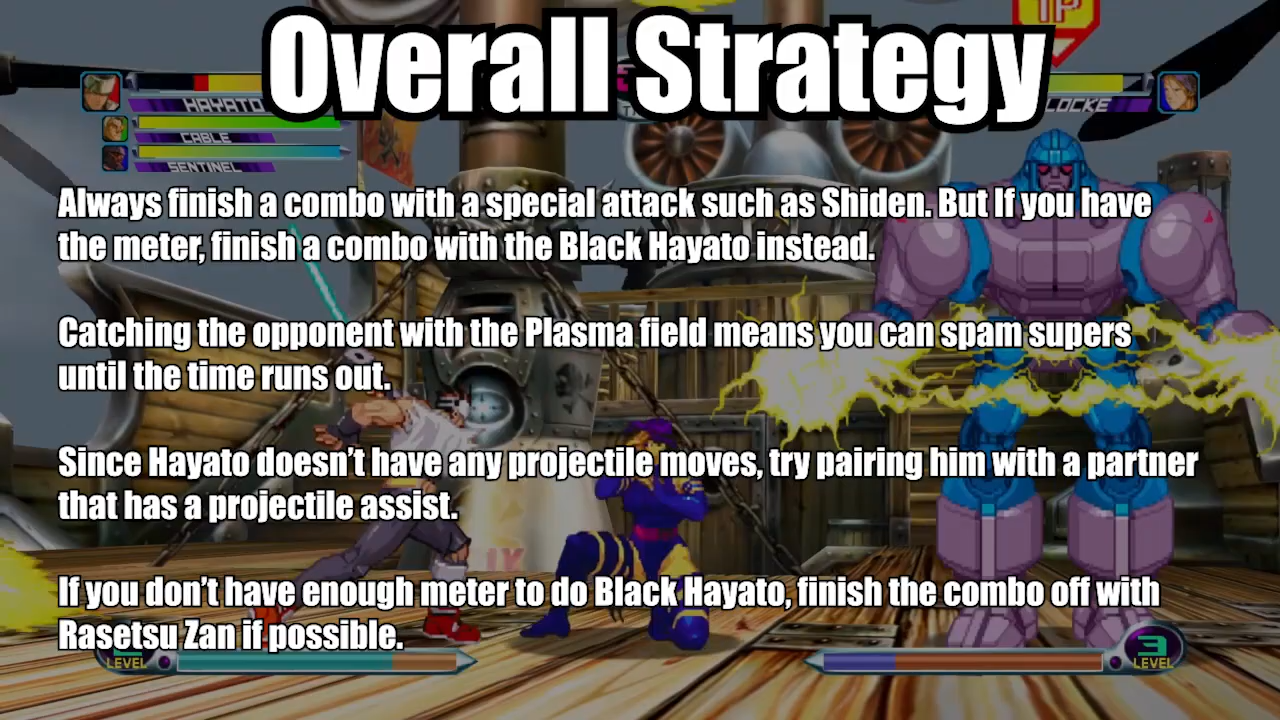 Overall Strategy
1P
HAYATO
LOCKE
CABLE
SENTINEL
Always finish a combo with a special attack such as Shiden. But If you have
the meter, finish a combo with the Black Hayato instead.
Catching the opponent with the Plasma field means you can spam supers
until the time runs out.
Since Hayato doesn't have any projectile moves, try pairing him with a partner
that has a projectile assist.
If you don't have enough meter to do Black Hayato, finish the combo off with
Rasetsu Zan if possible.
LEVEL
3
LEVEL